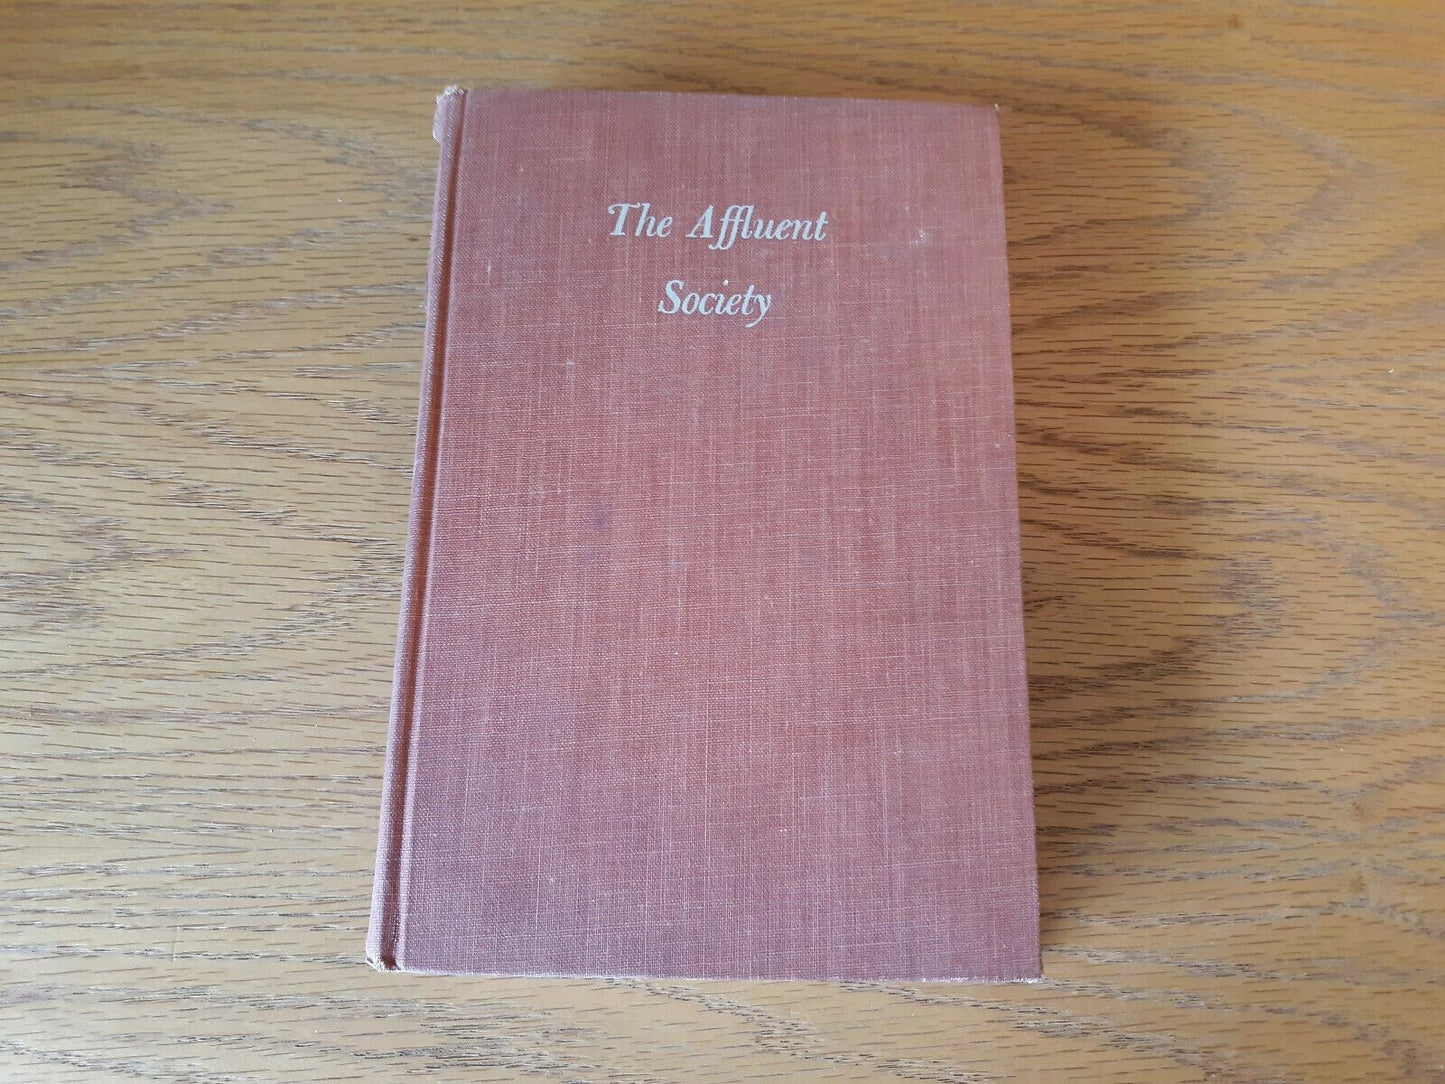 The Affluent
Society